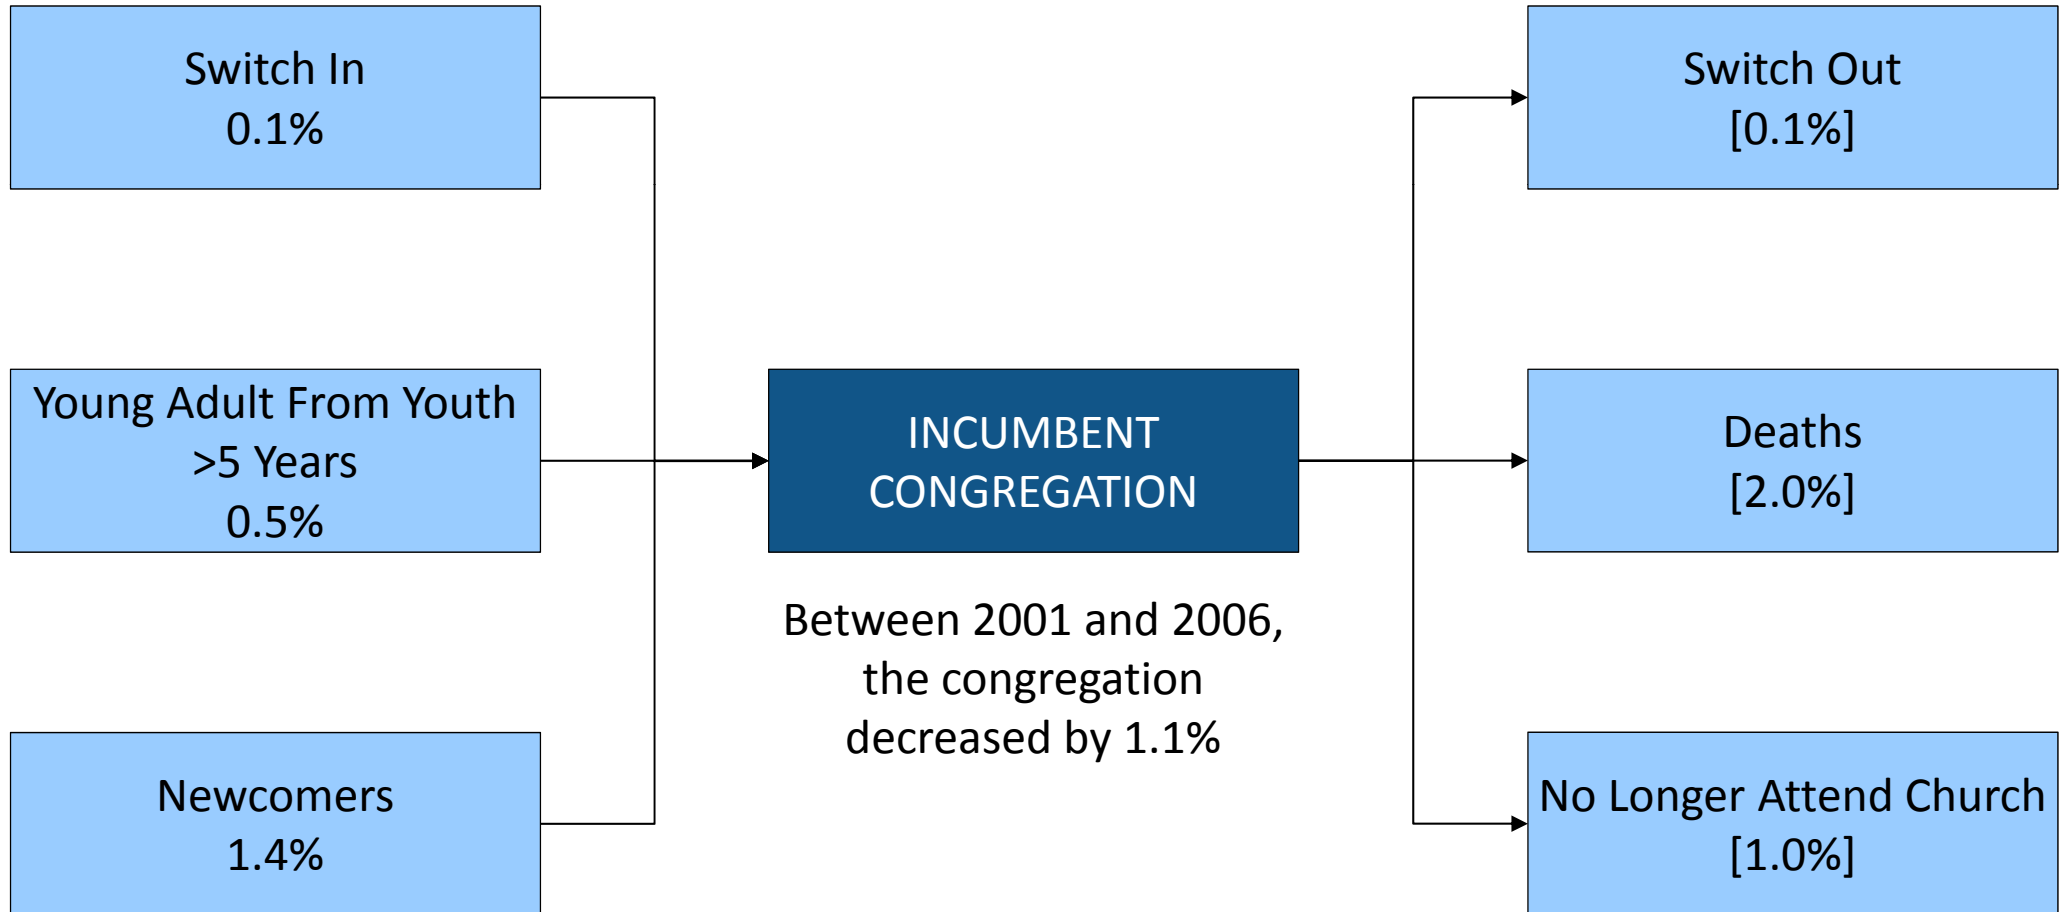 Switch In
0.1%
Young Adult From Youth
>5 Years
0.5%
Newcomers
1.4%
INCUMBENT
CONGREGATION
Between 2001 and 2006,
the congregation
decreased by 1.1%
Switch Out
[0.1%]
Deaths
[2.0%]
No Longer Attend Church
[1.0%]